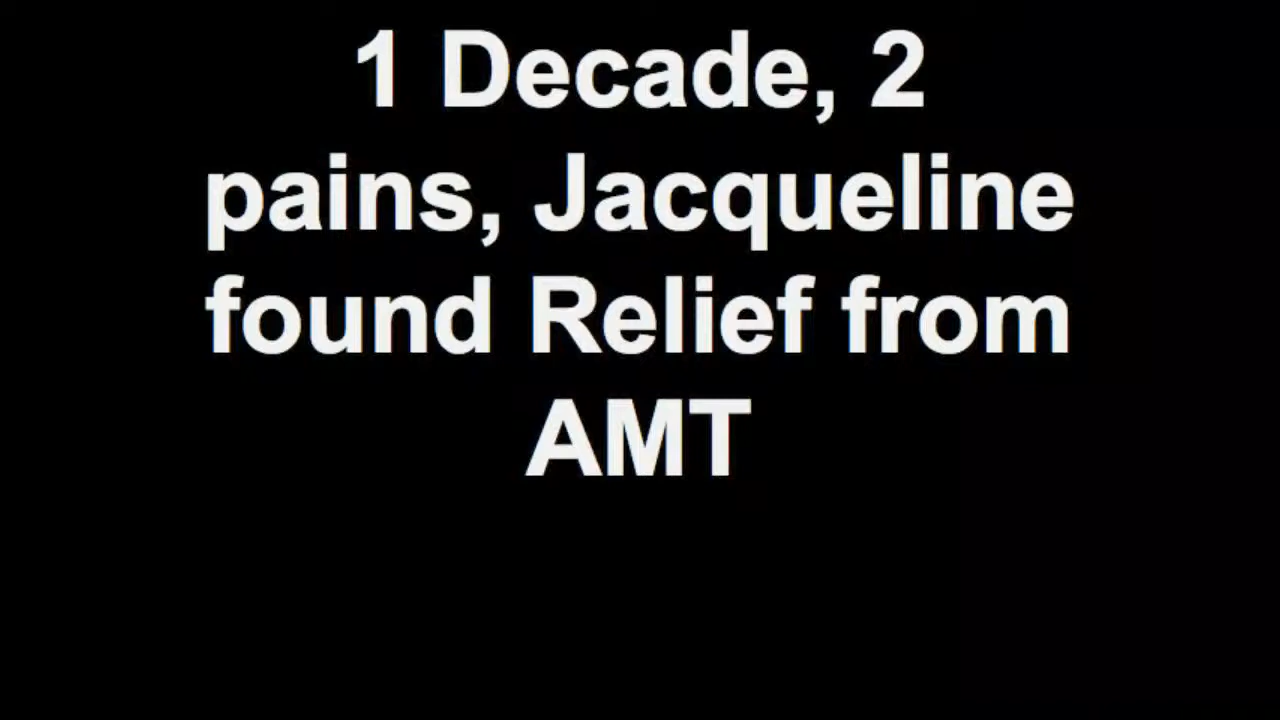 1 Decade, 2
pains, Jacqueline
found Relief from
AMT